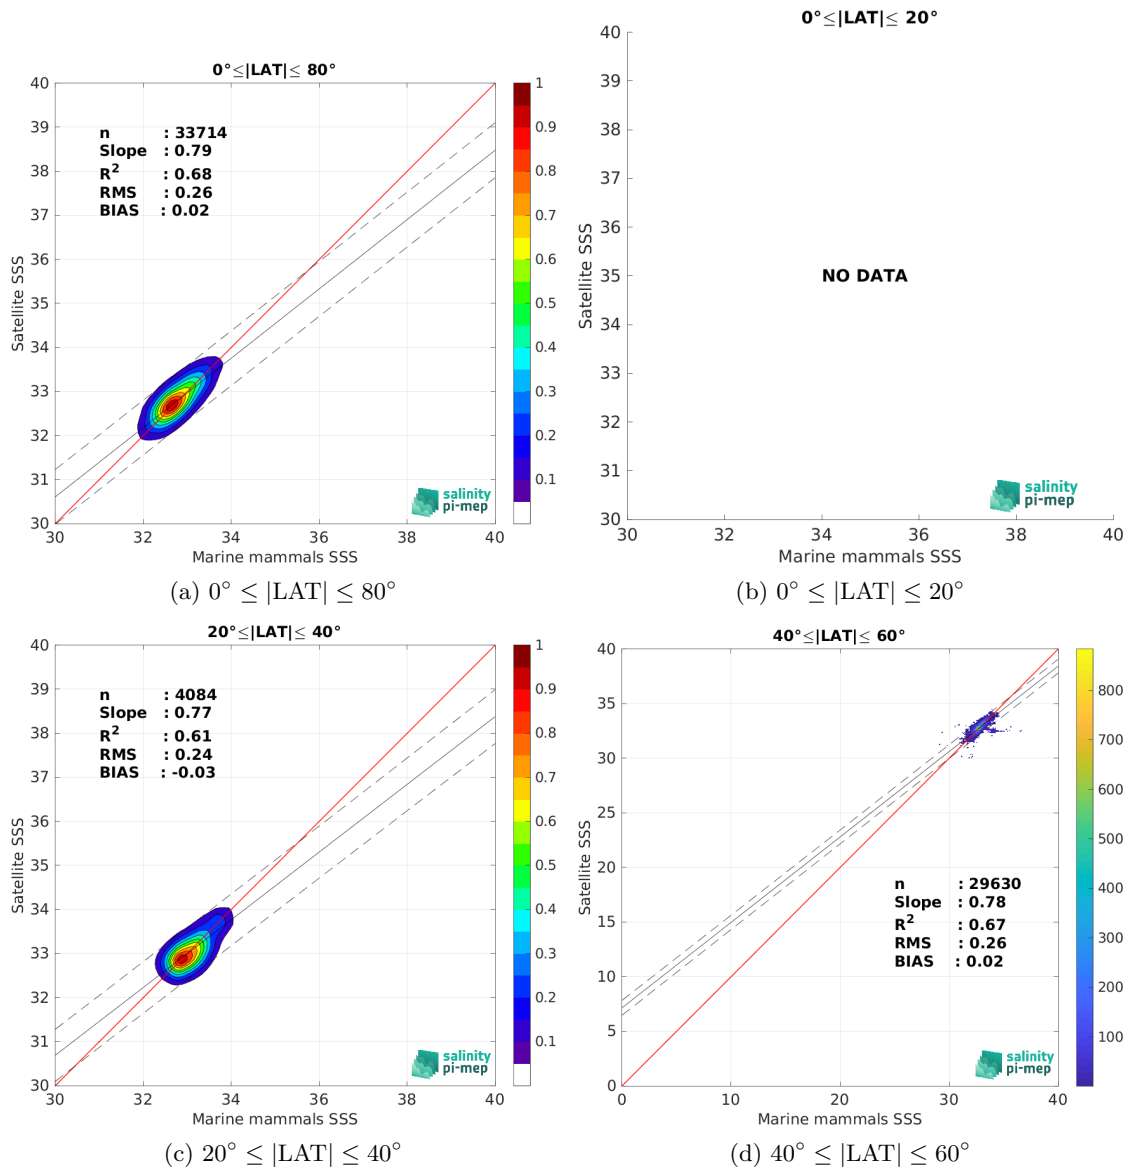 0°≤|LAT|≤ 80°
40
39
38
37
36
35
34
33
32
31
30
Satellite SSS
n : 33714
Slope : 0.79
R² : 0.68
RMS : 0.26
BIAS : 0.02
salinity
pi-mep
30 32 34 36 38 40
Marine mammals SSS
1
0.9
0.8
0.7
0.6
0.5
0.4
0.3
0.2
0.1
(a) 0° ≤ |LAT| ≤ 80°
0°≤|LAT|≤ 20°
40
39
38
37
36
35
34
33
32
31
30
Satellite SSS
NO DATA
salinity
pi-mep
30 32 34 36 38 40
Marine mammals SSS
(b) 0° ≤ |LAT| ≤ 20°
20°≤|LAT|≤ 40°
40
39
38
37
36
35
34
33
32
31
30
Satellite SSS
n : 4084
Slope : 0.77
R² : 0.61
RMS : 0.24
BIAS : -0.03
salinity
pi-mep
30 32 34 36 38 40
Marine mammals SSS
1
0.9
0.8
0.7
0.6
0.5
0.4
0.3
0.2
0.1
(c) 20° ≤ |LAT| ≤ 40°
40°≤|LAT|≤ 60°
40
35
30
25
20
15
10
5
0
Satellite SSS
n : 29630
Slope : 0.78
R² : 0.67
RMS : 0.26
BIAS : 0.02
salinity
pi-mep
0 10 20 30 40
Marine mammals SSS
800
700
600
500
400
300
200
100
(d) 40° ≤ |LAT| ≤ 60°